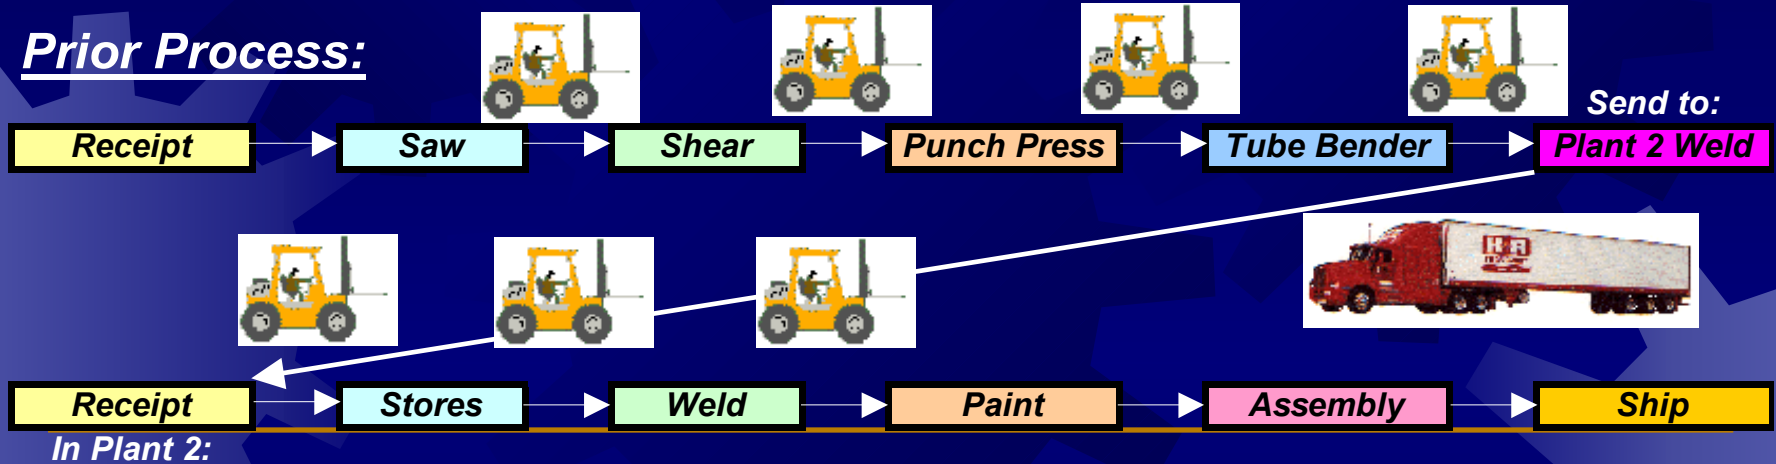 Prior Process:
Send to:
Receipt
Saw
Shear
Punch Press
Tube Bender
Plant 2 Weld
Receipt
Stores
Weld
Paint
Assembly
Ship
In Plant 2: